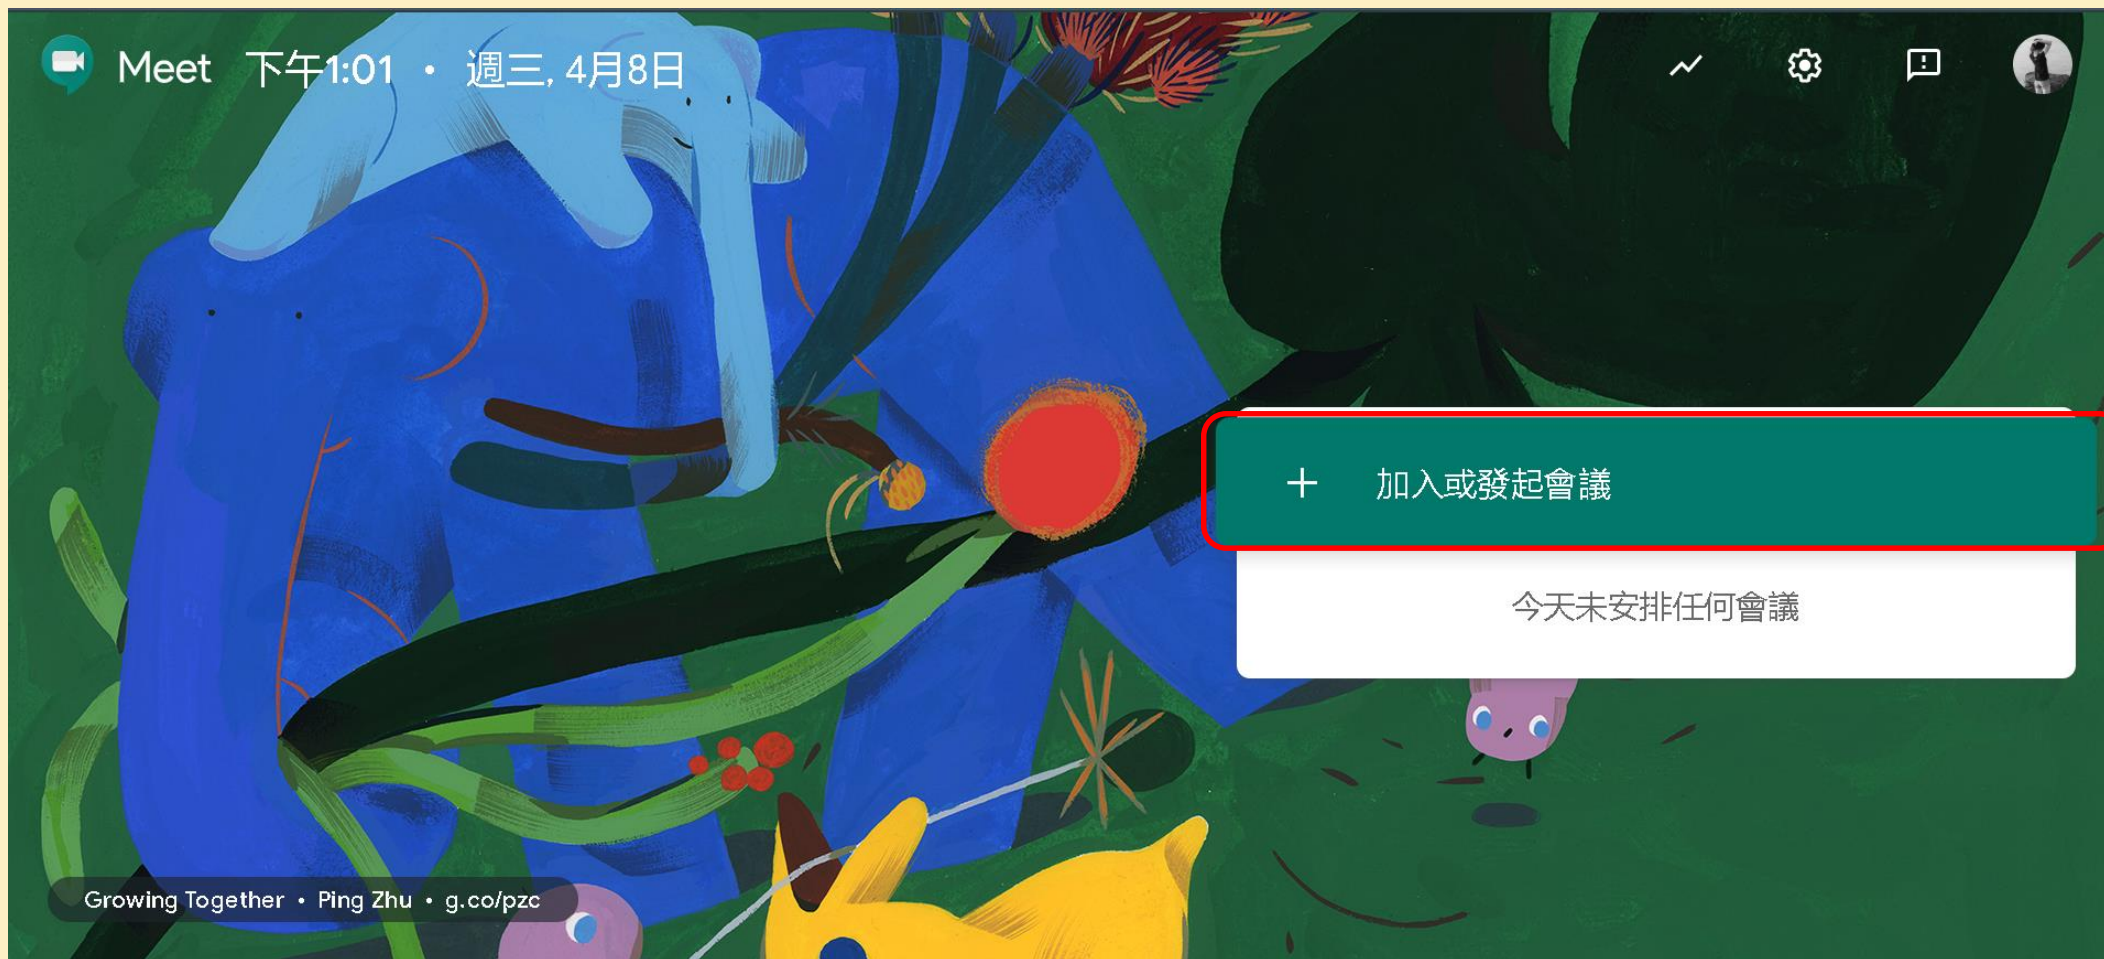 Meet 下午1:01 • 週三, 4月8日
＋ 加入或發起會議
今天未安排任何會議
Growing Together • Ping Zhu • g.co/pzc